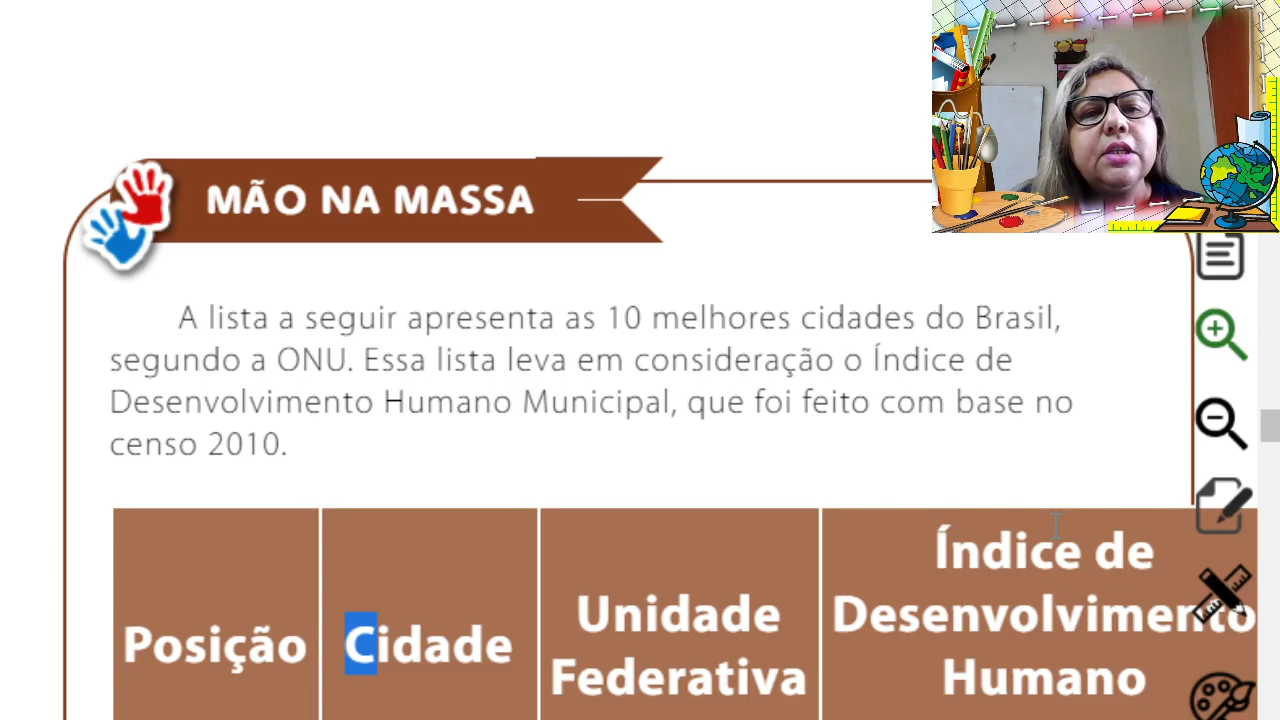 MÃO NA MASSA
A lista a seguir apresenta as 10 melhores cidades do Brasil,
segundo a ONU. Essa lista leva em consideração o Índice de
Desenvolvimento Humano Municipal, que foi feito com base no
censo 2010.
Posição
Cidade
Unidade
Federativa
Índice de
Desenvolvimento
Humano